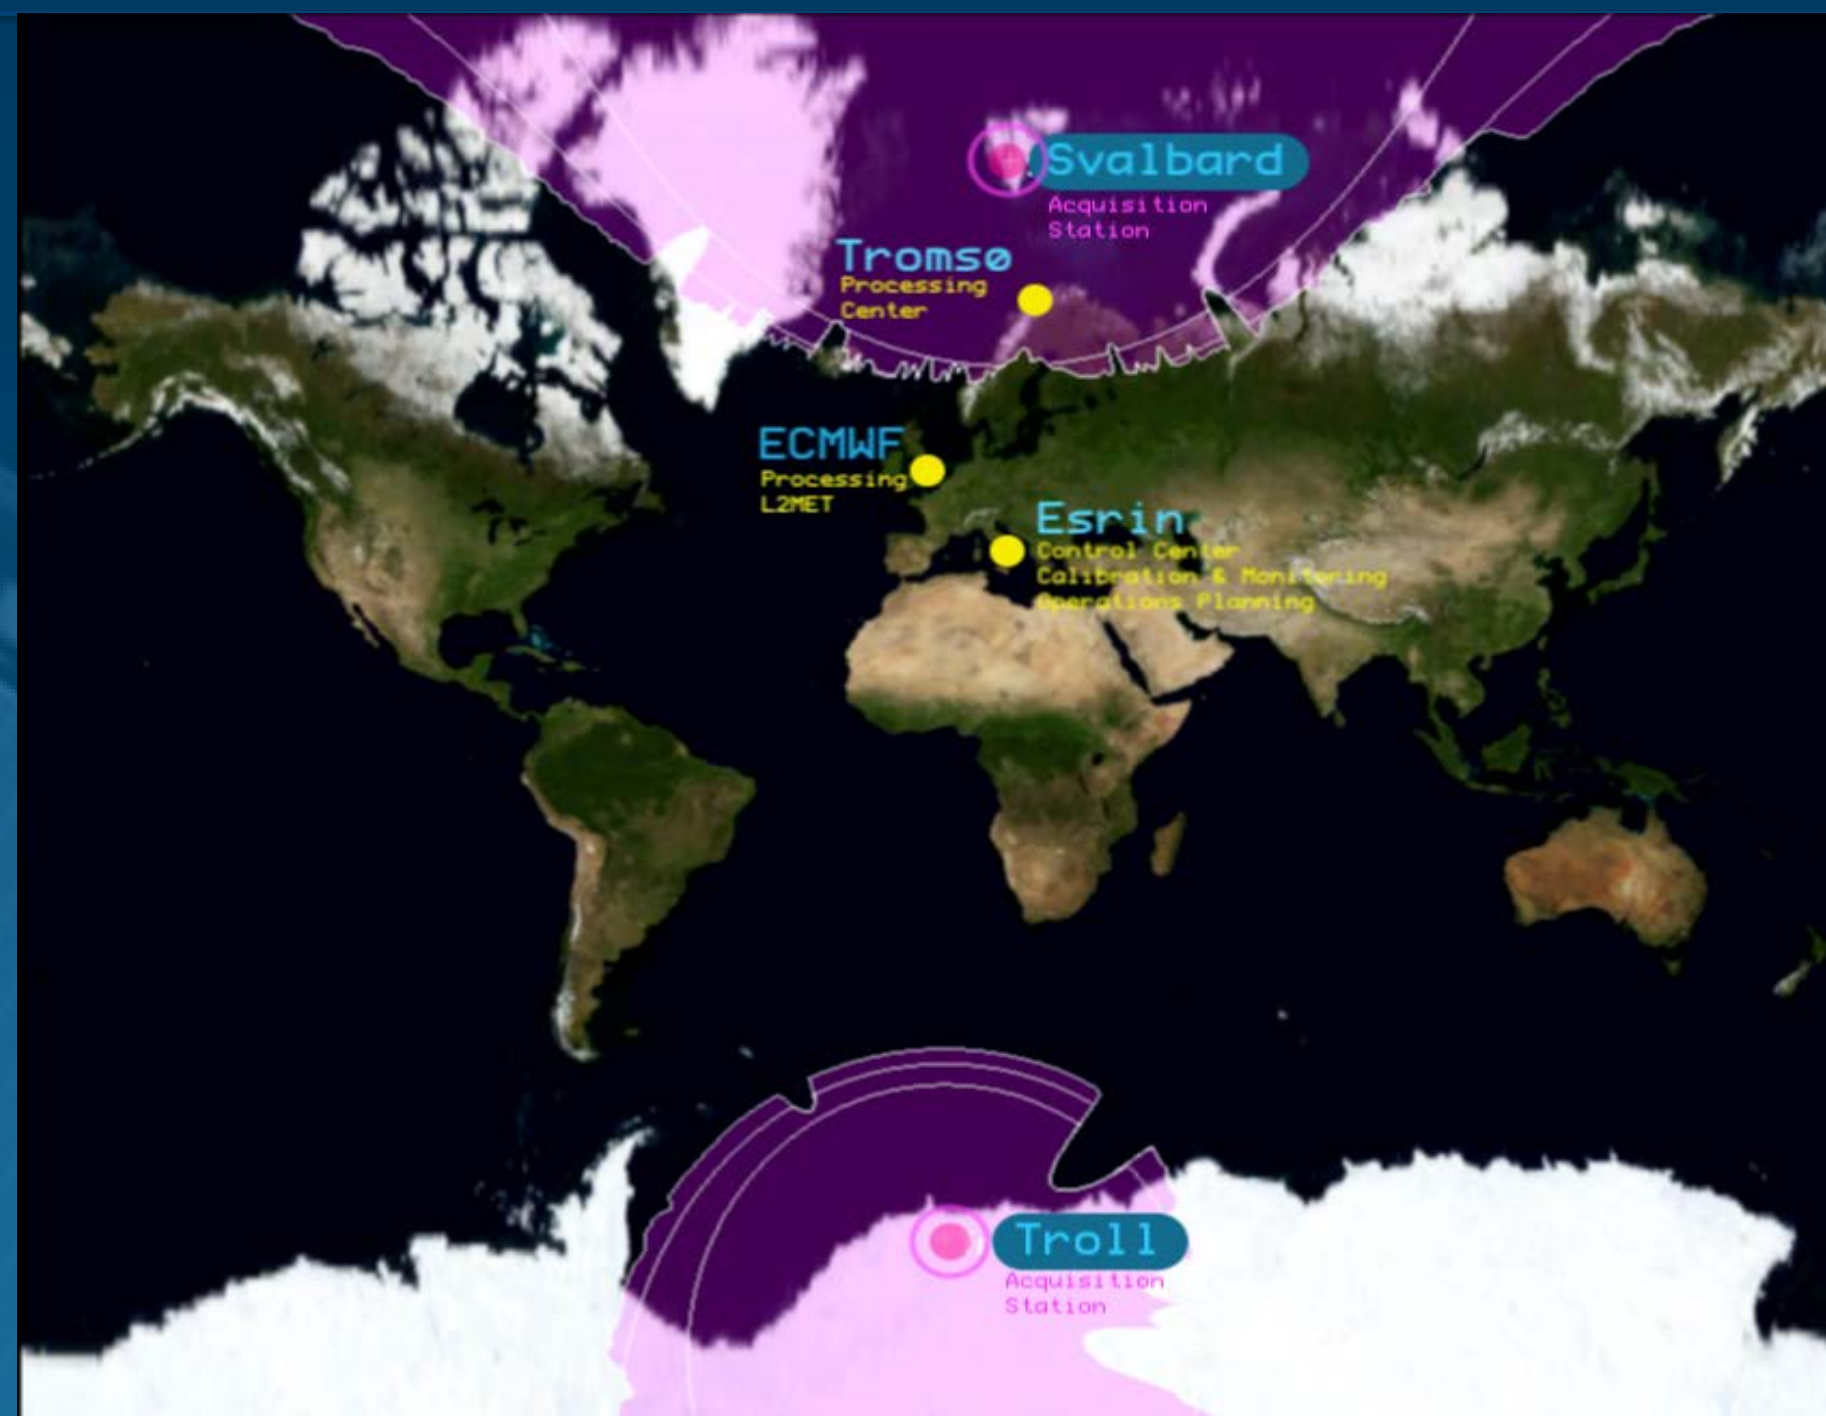 Svalbard
Acquisition
Station
Tromsø
Processing
Center
ECMWF
Processing
L2MET
Esrin
Control Center
Calibration & Monitoring
Operations Planning
Troll
Acquisition
Station